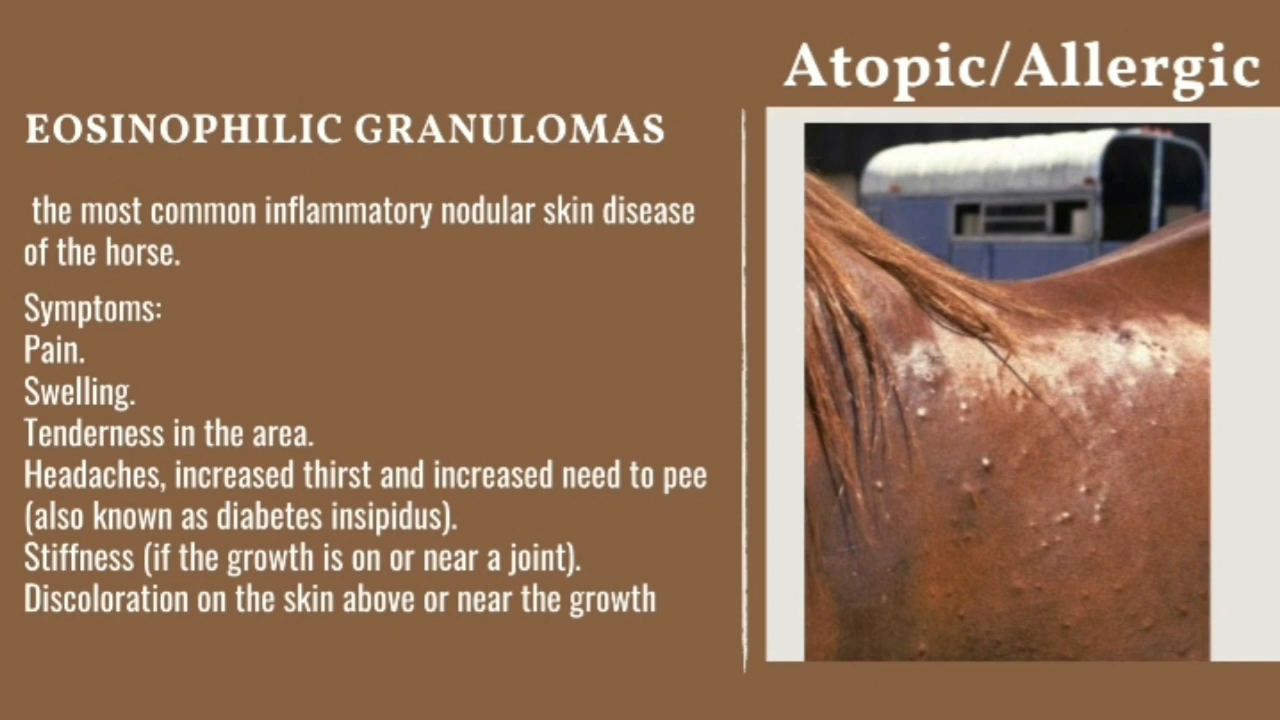 Atopic/Allergic
EOSINOPHILIC GRANULOMAS
the most common inflammatory nodular skin disease
of the horse.
Symptoms:
Pain.
Swelling.
Tenderness in the area.
Headaches, increased thirst and increased need to pee
(also known as diabetes insipidus).
Stiffness (if the growth is on or near a joint).
Discoloration on the skin above or near the growth